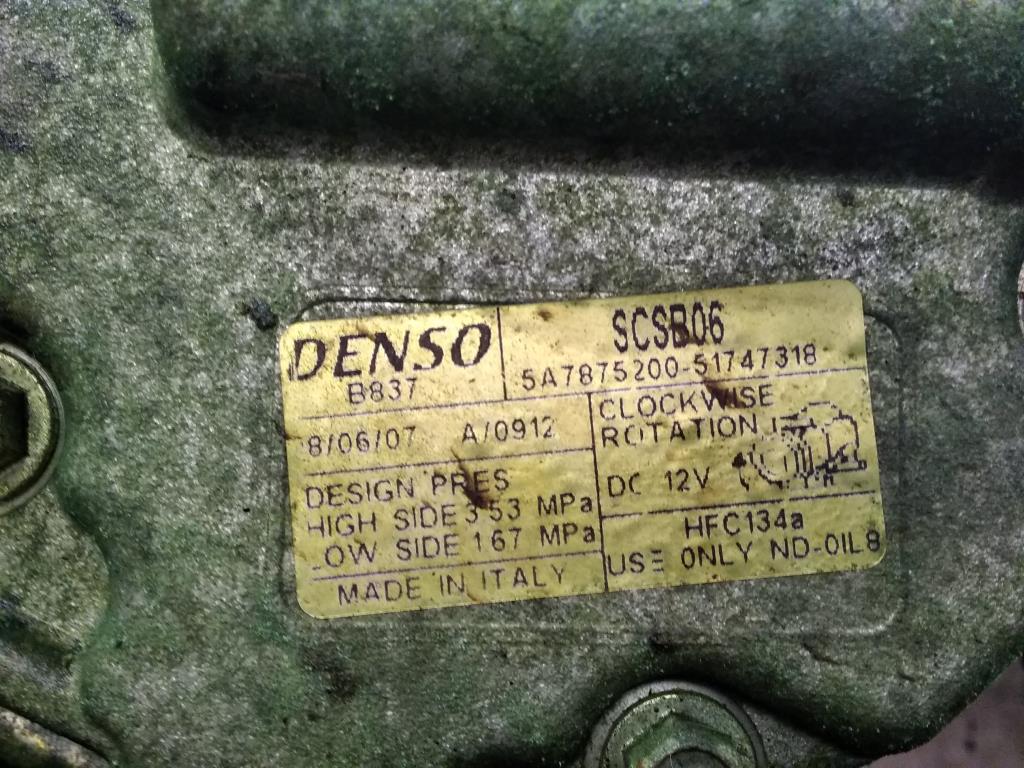 DENSO
B837
SCSB06
5A7875200-51747318
8/06/07 A/0912
CLOCKWISE
ROTATION
DC 12V
DESIGN PRES
HIGH SIDE 3 53 MPa
LOW SIDE 1 67 MPa
HFC134a
USE ONLY ND-OIL8
MADE IN ITALY